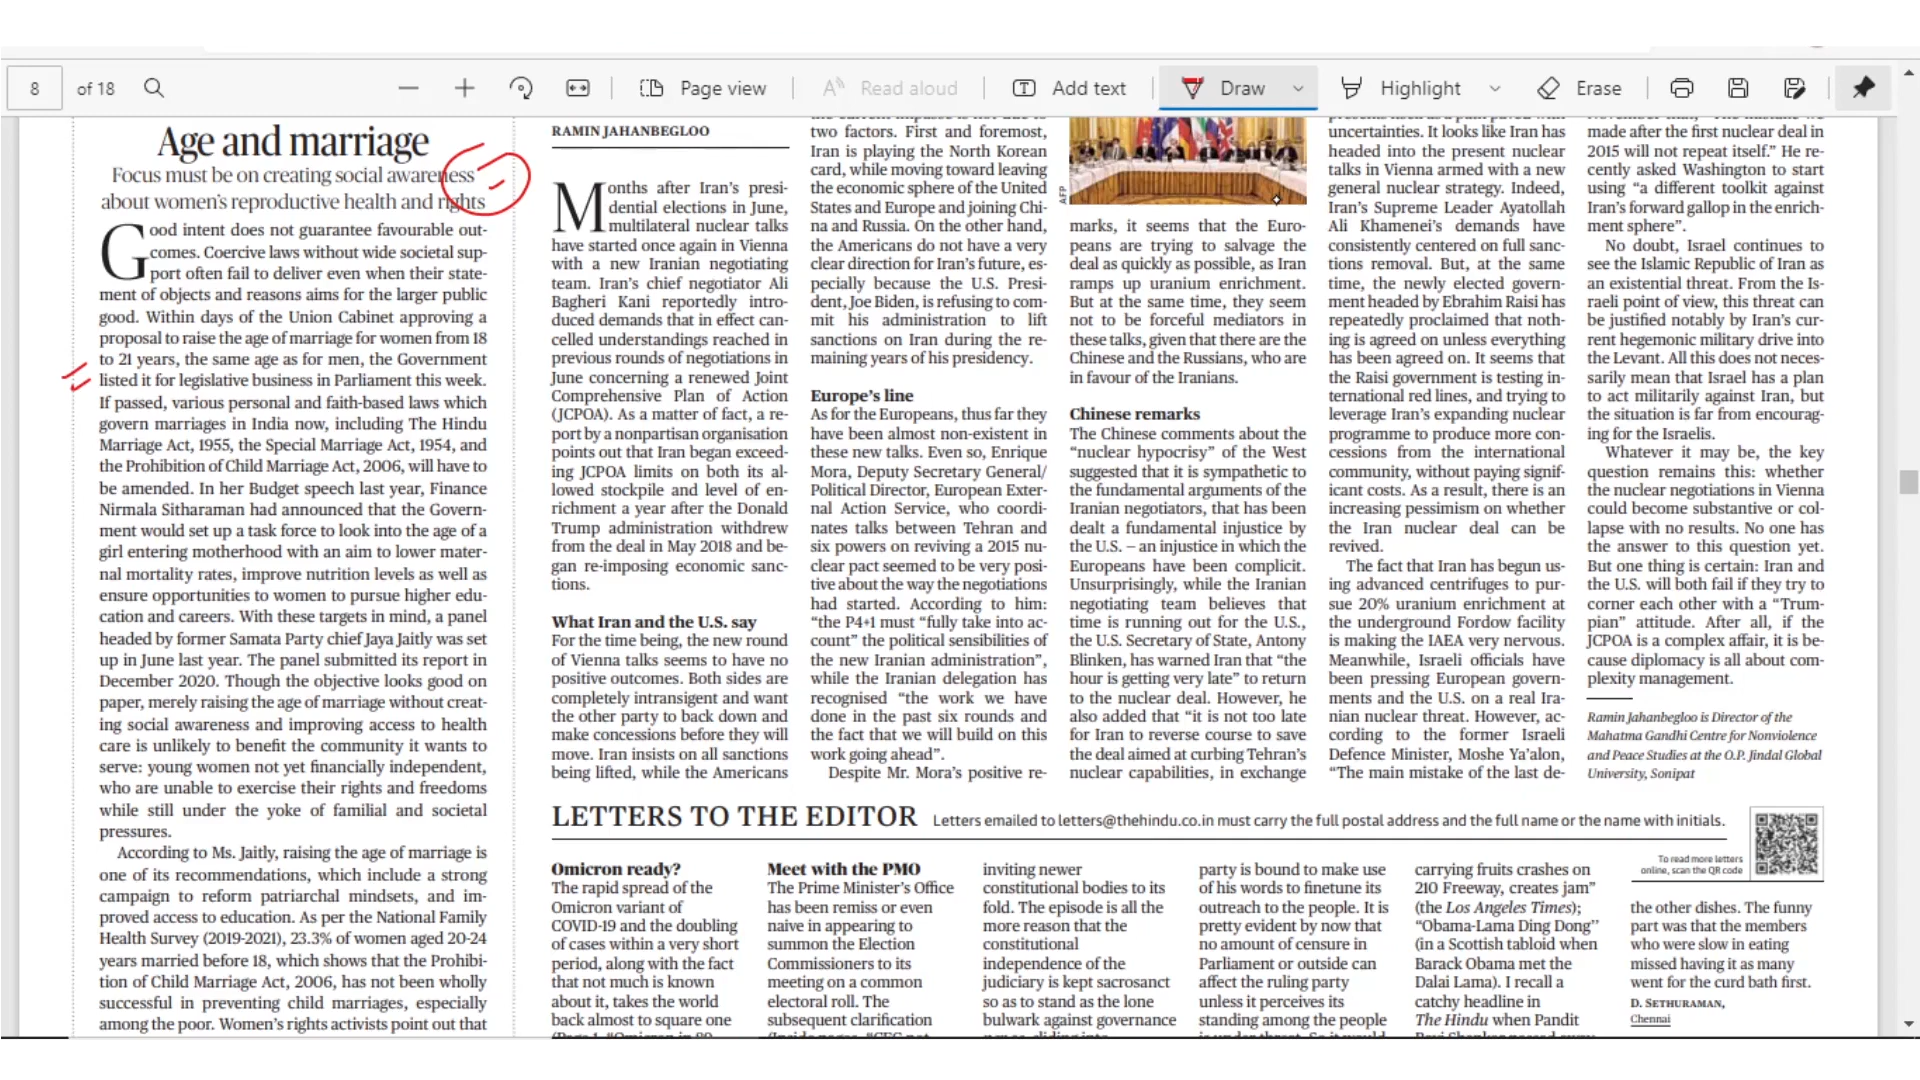 8
of 18
Page view
Read aloud
Add text
Draw
Highlight
Erase
Age and marriage
Focus must be on creating social awareness
about women's reproductive health and rights
Good intent does not guarantee favourable out-
comes. Coercive laws without wide societal sup-
port often fail to deliver even when their state-
ment of objects and reasons aims for the larger public
good. Within days of the Union Cabinet approving a
proposal to raise the age of marriage for women from 18
to 21 years, the same age as for men, the Government
listed it for legislative business in Parliament this week.
If passed, various personal and faith-based laws which
govern marriages in India now, including The Hindu
Marriage Act, 1955, the Special Marriage Act, 1954, and
the Prohibition of Child Marriage Act, 2006, will have to
be amended. In her Budget speech last year, Finance
Nirmala Sitharaman had announced that the Govern-
ment would set up a task force to look into the age of a
girl entering motherhood with an aim to lower mater-
nal mortality rates, improve nutrition levels as well as
ensure opportunities to women to pursue higher edu-
cation and careers. With these targets in mind, a panel
headed by former Samata Party chief Jaya Jaitly was set
up in June last year. The panel submitted its report in
December 2020. Though the objective looks good on
paper, merely raising the age of marriage without creat-
ing social awareness and improving access to health
care is unlikely to benefit the community it wants to
serve: young women not yet financially independent,
who are unable to exercise their rights and freedoms
while still under the yoke of familial and societal
pressures.
According to Ms. Jaitly, raising the age of marriage is
one of its recommendations, which include a strong
campaign to reform patriarchal mindsets, and im-
proved access to education. As per the National Family
Health Survey (2019-2021), 23.3% of women aged 20-24
years married before 18, which shows that the Prohibi-
tion of Child Marriage Act, 2006, has not been wholly
successful in preventing child marriages, especially
among the poor. Women's rights activists point out that
RAMIN JAHANBEGLOO
Months after Iran's presi-
dential elections in June,
multilateral nuclear talks
have started once again in Vienna
with a new Iranian negotiating
team. Iran's chief negotiator Ali
Bagheri Kani reportedly intro-
duced demands that in effect can-
celled understandings reached in
previous rounds of negotiations in
June concerning a renewed Joint
Comprehensive Plan of Action
(JCPOA). As a matter of fact, a re-
port by a nonpartisan organisation
points out that Iran began exceed-
ing JCPOA limits on both its al-
lowed stockpile and level of en-
richment a year after the Donald
Trump administration withdrew
from the deal in May 2018 and be-
gan re-imposing economic sanc-
tions.
What Iran and the U.S. say
For the time being, the new round
of Vienna talks seems to have no
positive outcomes. Both sides are
completely intransigent and want
the other party to back down and
make concessions before they will
move. Iran insists on all sanctions
being lifted, while the Americans
two factors. First and foremost,
Iran is playing the North Korean
card, while moving toward leaving
the economic sphere of the United
States and Europe and joining Chi-
na and Russia. On the other hand,
the Americans do not have a very
clear direction for Iran's future, es-
pecially because the U.S. Presi-
dent, Joe Biden, is refusing to com-
mit his administration to lift
sanctions on Iran during the re-
maining years of his presidency.
Europe's line
As for the Europeans, thus far they
have been almost non-existent in
these new talks. Even so, Enrique
Mora, Deputy Secretary General/
Political Director, European Exter-
nal Action Service, who coordi-
nates talks between Tehran and
six powers on reviving a 2015 nu-
clear pact seemed to be very posi-
tive about the way the negotiations
had started. According to him:
"the P4+1 must "fully take into ac-
count" the political sensibilities of
the new Iranian administration",
while the Iranian delegation has
recognised "the work we have
done in the past six rounds and
the fact that we will build on this
work going ahead".
Despite Mr. Mora's positive re-
AFP
marks, it seems that the Euro-
peans are trying to salvage the
deal as quickly as possible, as Iran
ramps up uranium enrichment.
But at the same time, they seem
not to be forceful mediators in
these talks, given that there are the
Chinese and the Russians, who are
in favour of the Iranians.
Chinese remarks
The Chinese comments about the
"nuclear hypocrisy" of the West
suggested that it is sympathetic to
the fundamental arguments of the
Iranian negotiators, that has been
dealt a fundamental injustice by
the U.S. – an injustice in which the
Europeans have been complicit.
Unsurprisingly, while the Iranian
negotiating team believes that
time is running out for the U.S.,
the U.S. Secretary of State, Antony
Blinken, has warned Iran that "the
hour is getting very late" to return
to the nuclear deal. However, he
also added that "it is not too late
for Iran to reverse course to save
the deal aimed at curbing Tehran's
nuclear capabilities, in exchange
uncertainties. It looks like Iran has
headed into the present nuclear
talks in Vienna armed with a new
general nuclear strategy. Indeed,
Iran's Supreme Leader Ayatollah
Ali Khamenei's demands have
consistently centered on full sanc-
tions removal. But, at the same
time, the newly elected govern-
ment headed by Ebrahim Raisi has
repeatedly proclaimed that noth-
ing is agreed on unless everything
has been agreed on. It seems that
the Raisi government is testing in-
ternational red lines, and trying to
leverage Iran's expanding nuclear
programme to produce more con-
cessions from the international
community, without paying signif-
icant costs. As a result, there is an
increasing pessimism on whether
the Iran nuclear deal can be
revived.
The fact that Iran has begun us-
ing advanced centrifuges to pur-
sue 20% uranium enrichment at
the underground Fordow facility
is making the IAEA very nervous.
Meanwhile, Israeli officials have
been pressing European govern-
ments and the U.S. on a real Ira-
nian nuclear threat. However, ac-
cording to the former Israeli
Defence Minister, Moshe Ya'alon,
"The main mistake of the last de-
made after the first nuclear deal in
2015 will not repeat itself." He re-
cently asked Washington to start
using "a different toolkit against
Iran's forward gallop in the enrich-
ment sphere".
No doubt, Israel continues to
see the Islamic Republic of Iran as
an existential threat. From the Is-
raeli point of view, this threat can
be justified notably by Iran's cur-
rent hegemonic military drive into
the Levant. All this does not neces-
sarily mean that Israel has a plan
to act militarily against Iran, but
the situation is far from encourag-
ing for the Israelis.
Whatever it may be, the key
question remains this: whether
the nuclear negotiations in Vienna
could become substantive or col-
lapse with no results. No one has
the answer to this question yet.
But one thing is certain: Iran and
the U.S. will both fail if they try to
corner each other with a "Trum-
pian" attitude. After all, if the
JCPOA is a complex affair, it is be-
cause diplomacy is all about com-
plexity management.
Ramin Jahanbegloo is Director of the
Mahatma Gandhi Centre for Nonviolence
and Peace Studies at the O.P. Jindal Global
University, Sonipat
LETTERS TO THE EDITOR Letters emailed to letters@thehindu.co.in must carry the full postal address and the full name or the name with initials.
To read more letters
online, scan the QR code
Omicron ready?
The rapid spread of the
Omicron variant of
COVID-19 and the doubling
of cases within a very short
period, along with the fact
that not much is known
about it, takes the world
back almost to square one
Meet with the PMO
The Prime Minister's Office
has been remiss or even
naive in appearing to
summon the Election
Commissioners to its
meeting on a common
electoral roll. The
subsequent clarification
inviting newer
constitutional bodies to its
fold. The episode is all the
more reason that the
constitutional
independence of the
judiciary is kept sacrosanct
so as to stand as the lone
bulwark against governance
party is bound to make use
of his words to finetune its
outreach to the people. It is
pretty evident by now that
no amount of censure in
Parliament or outside can
affect the ruling party
unless it perceives its
standing among the people
carrying fruits crashes on
210 Freeway, creates jam"
(the Los Angeles Times);
"Obama-Lama Ding Dong"
(in a Scottish tabloid when
Barack Obama met the
Dalai Lama). I recall a
catchy headline in
The Hindu when Pandit
the other dishes. The funny
part was that the members
who were slow in eating
missed having it as many
went for the curd bath first.
D. SETHURAMAN,
Chennai